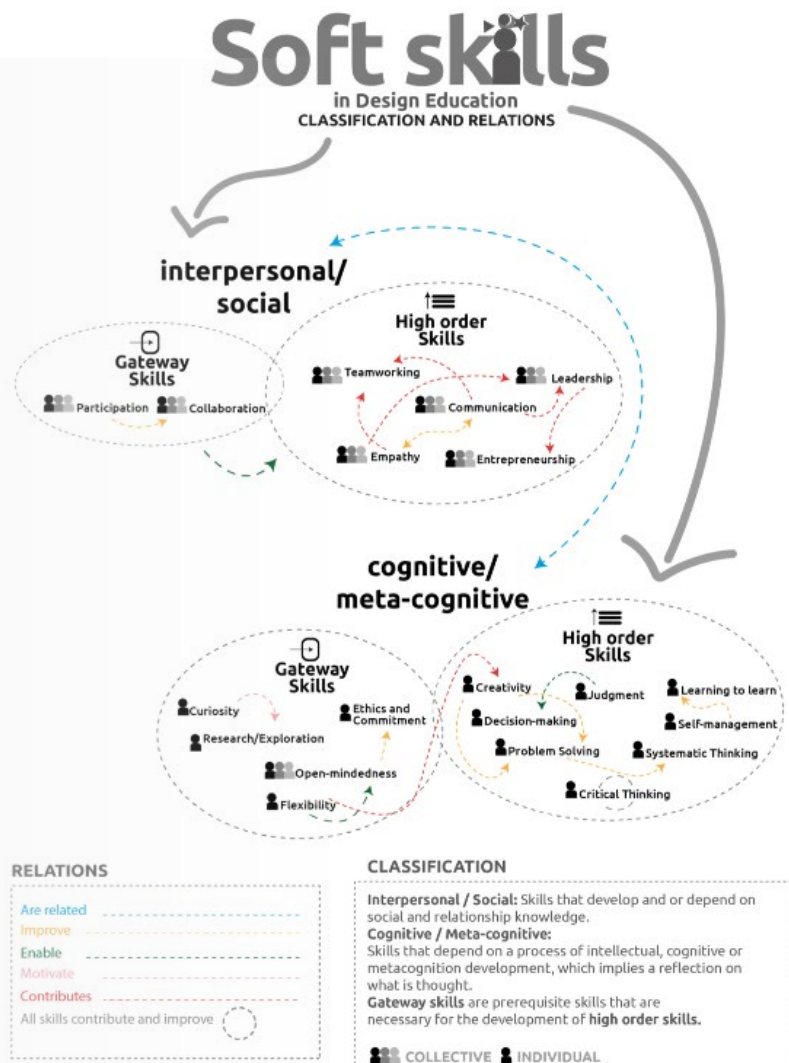 Soft skills
in Design Education
CLASSIFICATION AND RELATIONS
interpersonal/
social
Gateway
Skills
Participation
Collaboration
High order
Skills
Teamworking
Leadership
Communication
Empathy
Entrepreneurship
cognitive/
meta-cognitive
Gateway
Skills
Curiosity
Ethics and
Commitment
Research/Exploration
Open-mindedness
Flexibility
High order
Skills
Creativity
Judgment
Learning to learn
Decision-making
Self-management
Problem Solving
Systematic Thinking
Critical Thinking
RELATIONS
Are related
Improve
Enable
Motivate
Contributes
All skills contribute and improve
CLASSIFICATION
Interpersonal / Social: Skills that develop and or depend on
social and relationship knowledge.
Cognitive / Meta-cognitive:
Skills that depend on a process of intellectual, cognitive or
metacognition development, which implies a reflection on
what is thought.
Gateway skills are prerequisite skills that are
necessary for the development of high order skills.
COLLECTIVE INDIVIDUAL